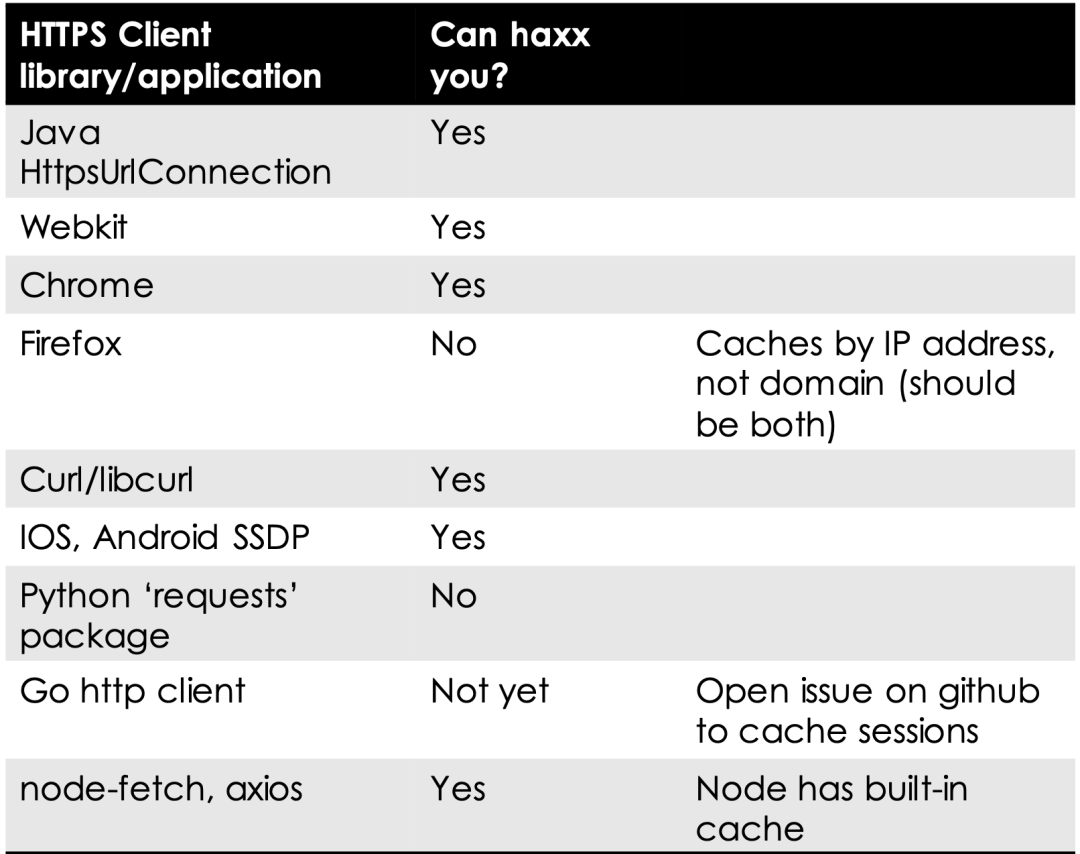 HTTPS Client
library/application
Can haxx
you?
Java
HttpsUrlConnection
Yes
Webkit
Yes
Chrome
Yes
Firefox
No
Caches by IP address,
not domain (should
be both)
Curl/libcurl
Yes
IOS, Android SSDP
Yes
Python ‘requests’
package
No
Go http client
Not yet
Open issue on github
to cache sessions
node-fetch, axios
Yes
Node has built-in
cache